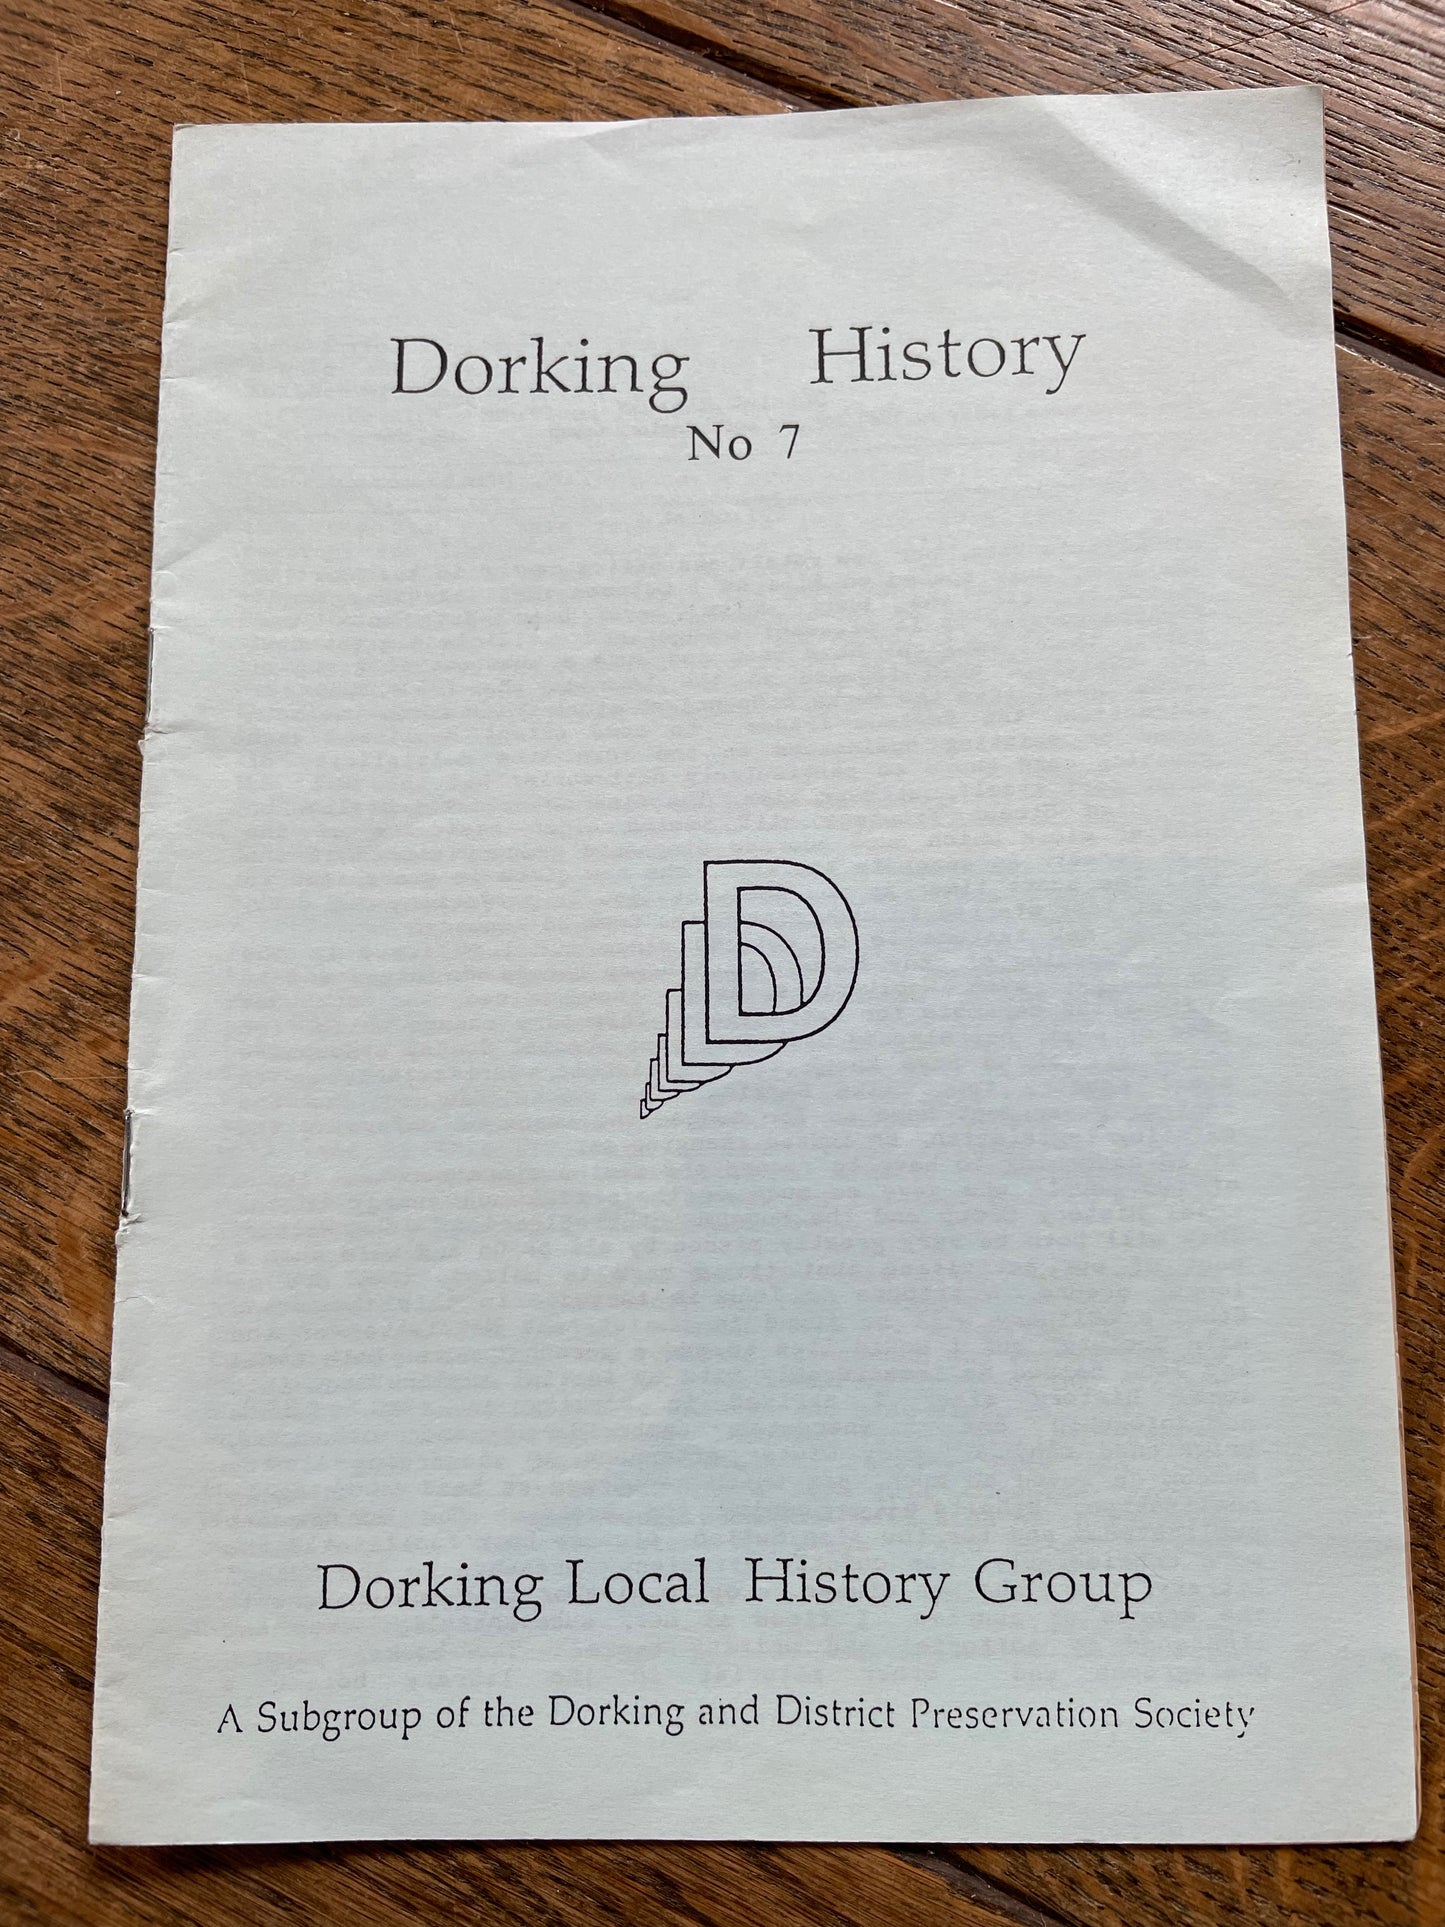 Dorking History
No 7
D
Dorking Local History Group
A Subgroup of the Dorking and District Preservation Society